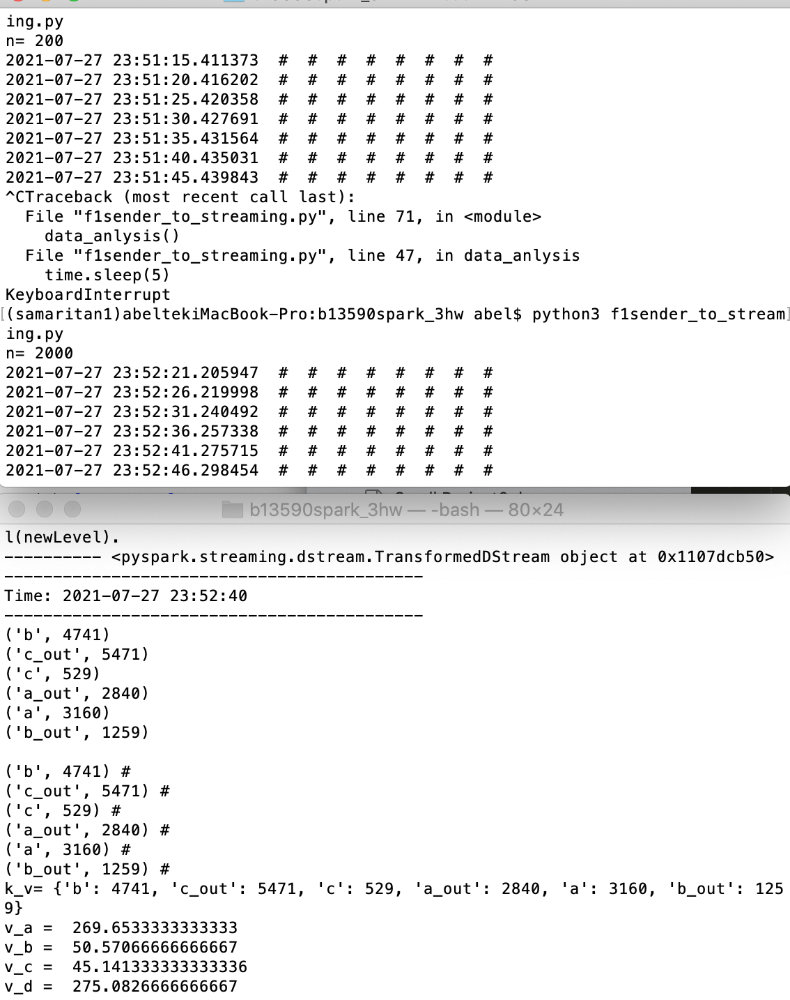 ing.py
n= 200
2021-07-27 23:51:15.411373  #  #  #  #  #  #  #  #
2021-07-27 23:51:20.416202  #  #  #  #  #  #  #  #
2021-07-27 23:51:25.420358  #  #  #  #  #  #  #  #
2021-07-27 23:51:30.427691  #  #  #  #  #  #  #  #
2021-07-27 23:51:35.431564  #  #  #  #  #  #  #  #
2021-07-27 23:51:40.435031  #  #  #  #  #  #  #  #
2021-07-27 23:51:45.439843  #  #  #  #  #  #  #  #
^CTraceback (most recent call last):
  File "f1sender_to_streaming.py", line 71, in <module>
    data_anlysis()
  File "f1sender_to_streaming.py", line 47, in data_anlysis
    time.sleep(5)
KeyboardInterrupt
[(samaritan1)abeltekiMacBook-Pro:b13590spark_3hw abel$ python3 f1sender_to_stream]
ing.py
n= 2000
2021-07-27 23:52:21.205947  #  #  #  #  #  #  #  #
2021-07-27 23:52:26.219998  #  #  #  #  #  #  #  #
2021-07-27 23:52:31.240492  #  #  #  #  #  #  #  #
2021-07-27 23:52:36.257338  #  #  #  #  #  #  #  #
2021-07-27 23:52:41.275715  #  #  #  #  #  #  #  #
2021-07-27 23:52:46.298454  #  #  #  #  #  #  #  #
b13590spark_3hw — -bash — 80×24
l(newLevel).
---------- <pyspark.streaming.dstream.TransformedDStream object at 0x1107dcb50>
-------------------------------------------
Time: 2021-07-27 23:52:40
-------------------------------------------
('b', 4741)
('c_out', 5471)
('c', 529)
('a_out', 2840)
('a', 3160)
('b_out', 1259)

('b', 4741) #
('c_out', 5471) #
('c', 529) #
('a_out', 2840) #
('a', 3160) #
('b_out', 1259) #
k_v= {'b': 4741, 'c_out': 5471, 'c': 529, 'a_out': 2840, 'a': 3160, 'b_out': 125
9}
v_a =  269.6533333333333
v_b =  50.57066666666667
v_c =  45.141333333333336
v_d =  275.0826666666667